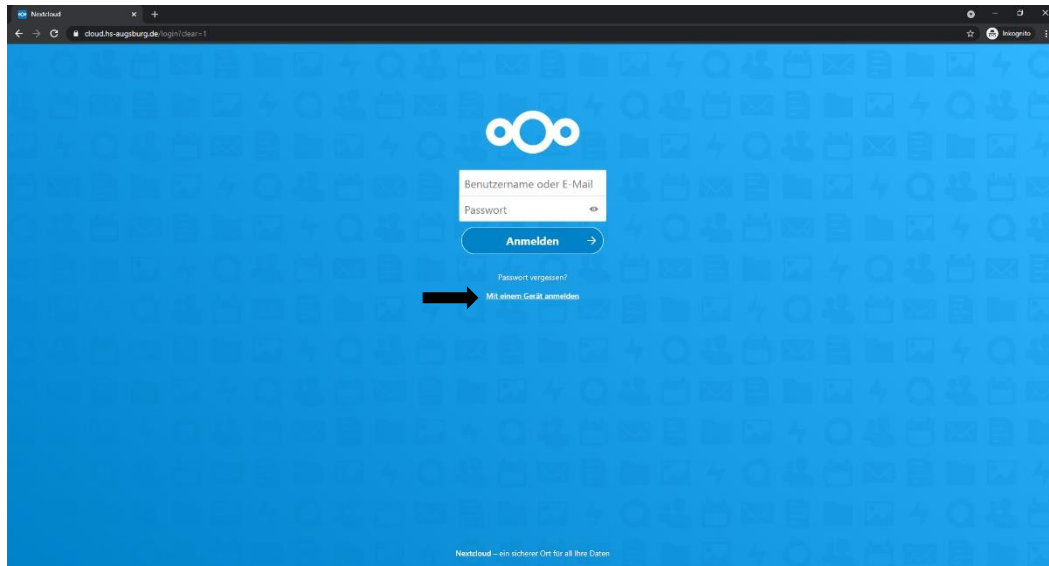 Nextcloud
cloud.hs-augsburg.de/login?clear=1
Inkognito
Benutzername oder E-Mail
Passwort
Anmelden
Passwort vergessen?
Mit einem Gerät anmelden
Nextcloud – ein sicherer Ort für all Ihre Daten